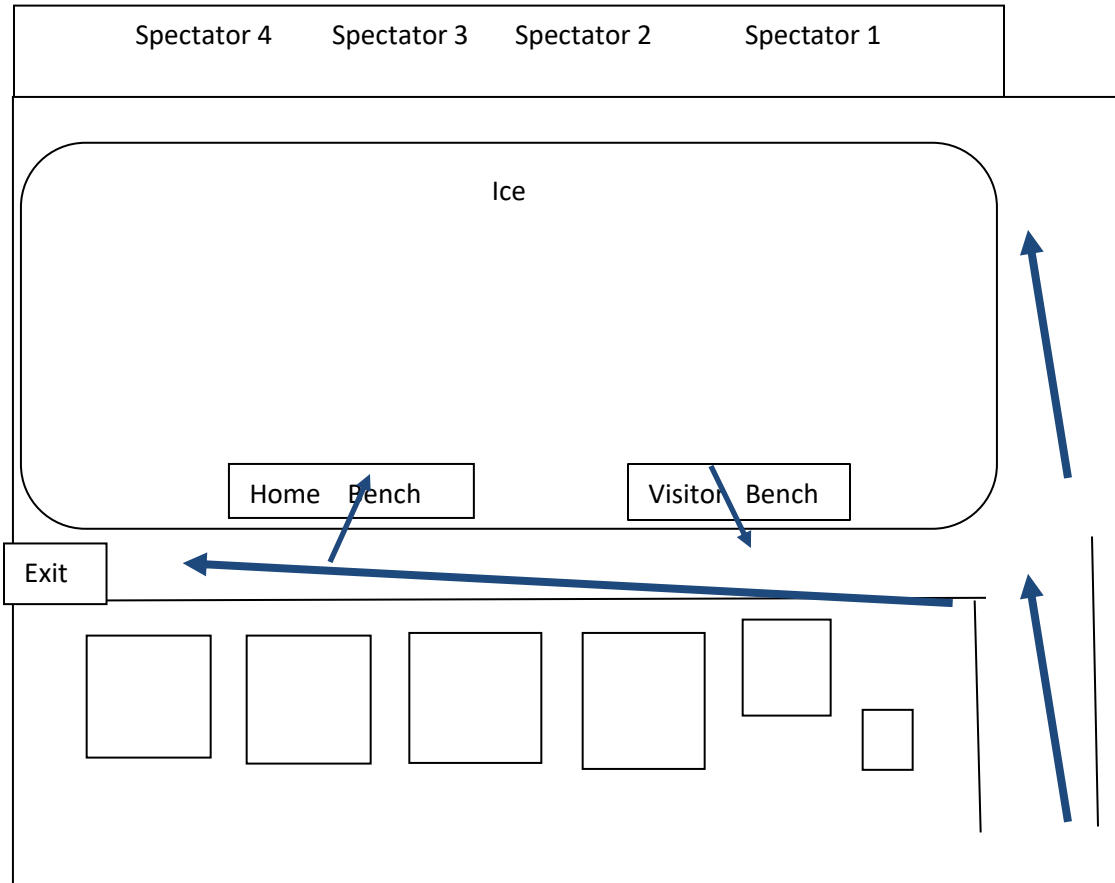 Spectator 4 Spectator 3 Spectator 2 Spectator 1
Ice
Home Bench
Visitor Bench
Exit